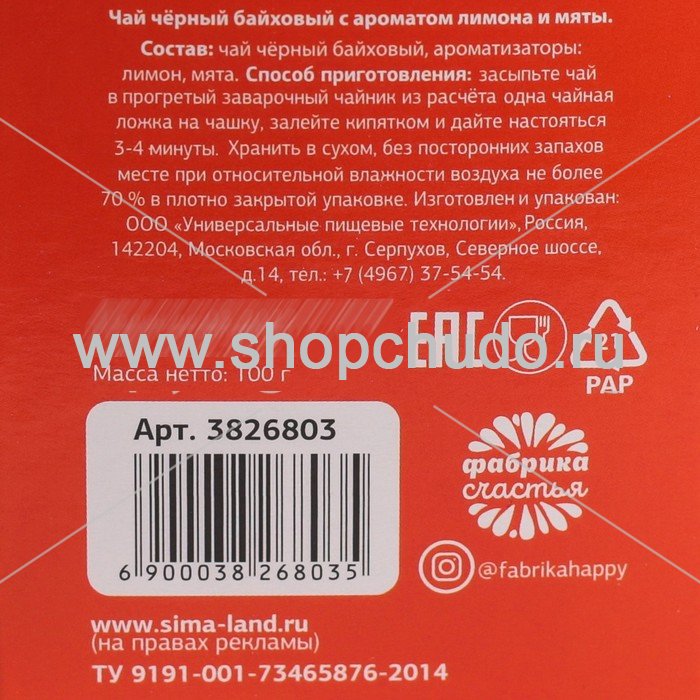 Чай чёрный байховый с ароматом лимона и мяты.
Состав: чай чёрный байховый, ароматизаторы:
лимон, мята. Способ приготовления: засыпьте чай
в прогретый заварочный чайник из расчёта одна чайная
ложка на чашку, залейте кипятком и дайте настояться
3-4 минуты. Хранить в сухом, без посторонних запахов
месте при относительной влажности воздуха не более
70 % в плотно закрытой упаковке. Изготовлен и упакован:
ООО «Универсальные пищевые технологии», Россия,
142204, Московская обл., г. Серпухов, Северное шоссе,
д.14, тел.: +7 (4967) 37-54-54.
EAC
www.shopchudo.ru
21
PAP
Масса нетто: 100 г
Арт. 3826803
6 900038 268035
фабрика
счастья
@fabrikahappy
www.sima-land.ru
(на правах рекламы)
ТУ 9191-001-73465876-2014